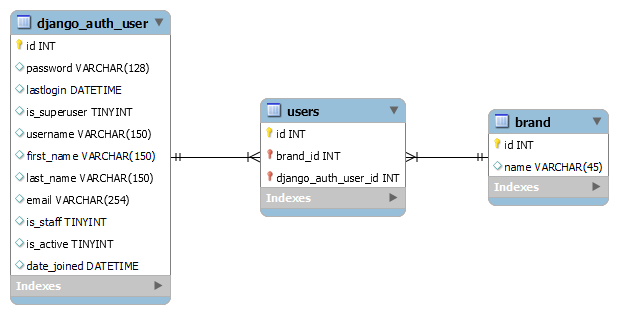 django_auth_user
id INT
password VARCHAR(128)
lastlogin DATETIME
is_superuser TINYINT
username VARCHAR(150)
first_name VARCHAR(150)
last_name VARCHAR(150)
email VARCHAR(254)
is_staff TINYINT
is_active TINYINT
date_joined DATETIME
Indexes
users
id INT
brand_id INT
django_auth_user_id INT
Indexes
brand
id INT
name VARCHAR(45)
Indexes